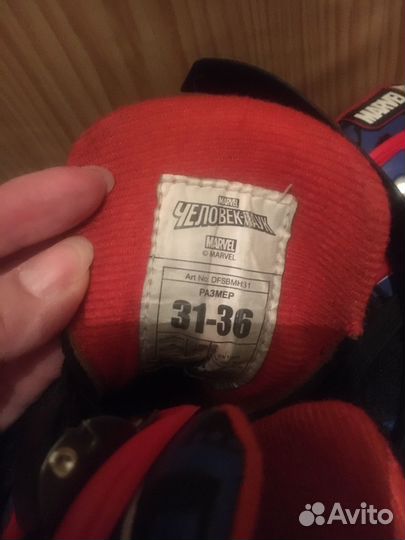 MARVEL
MARVEL
ЧЕЛОВЕК-ПАУК
MARVEL
© MARVEL
Art No: DFSBMH31
РАЗМЕР
31-36
Avito